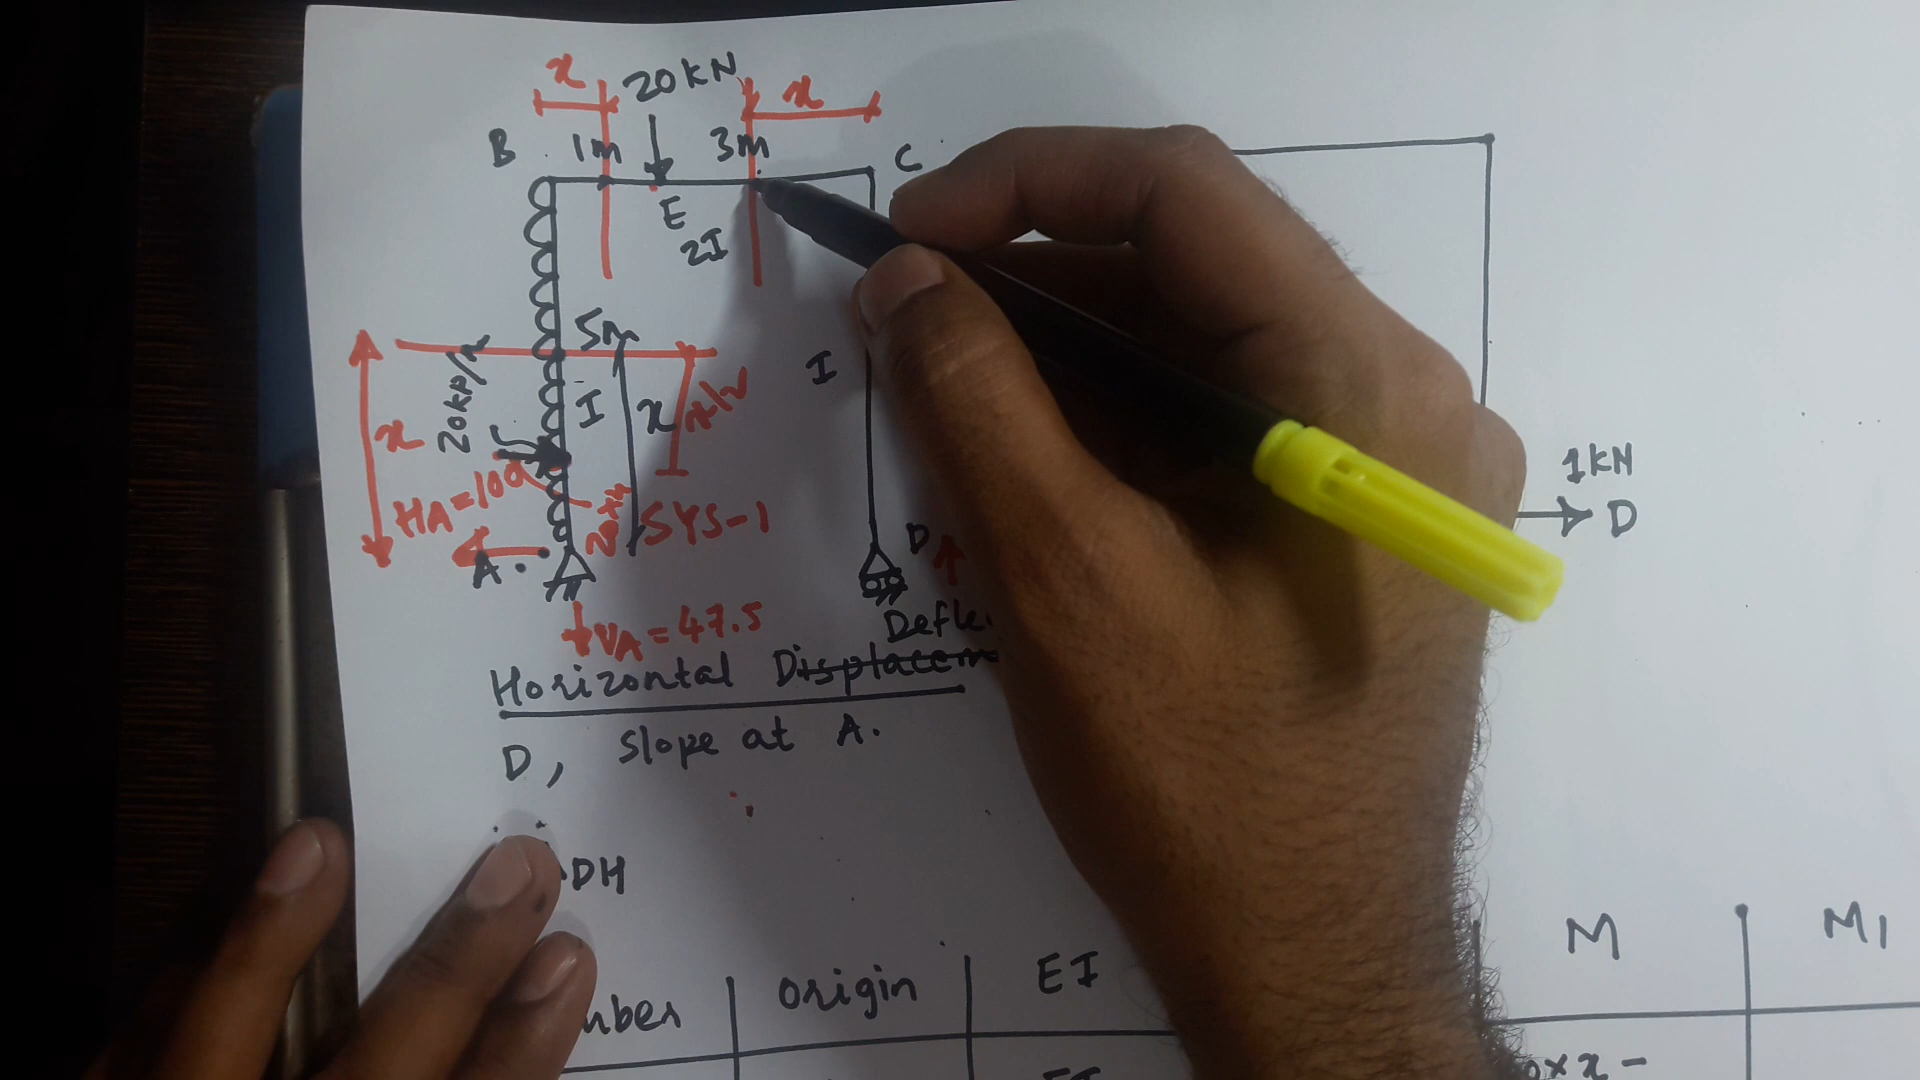 x 20KN x
B 1m 3m C
E
2I
5m
I
I
x
x
x/2
20KN/m
HA=100
SYS-1
A
D
VA = 47.5
1KN
D
Horizontal
D, slope at A.
DH
M M1
origin EI